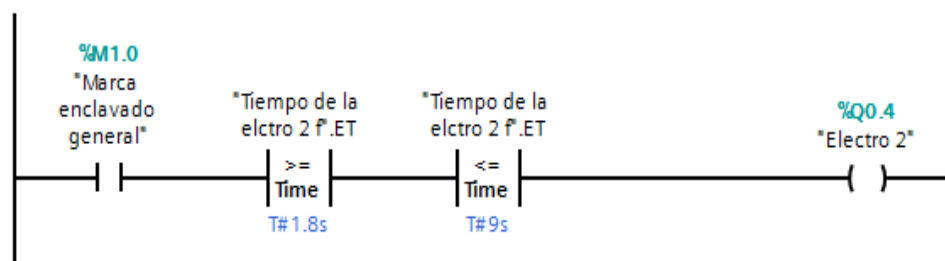 %M1.0
"Marca
enclavado
general"
"Tiempo de la
elctro 2 f".ET
>=
Time
T#1.8s
"Tiempo de la
elctro 2 f".ET
<=
Time
T#9s
%Q0.4
"Electro 2"